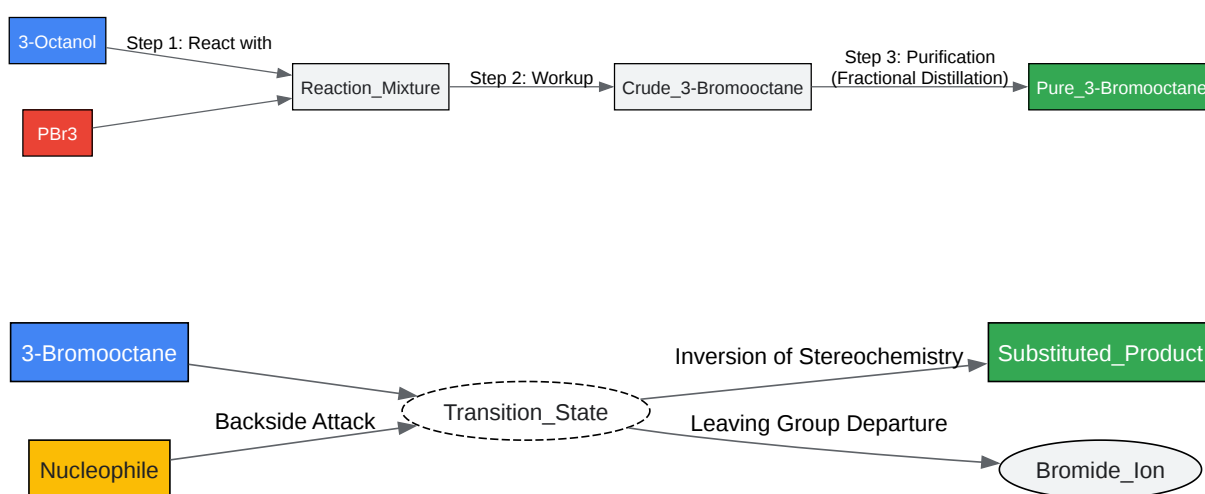 3-Octanol
Step 1: React with
PBr3
Reaction_Mixture
Step 2: Workup
Crude_3-Bromooctane
Step 3: Purification
(Fractional Distillation)
Pure_3-Bromooctane
3-Bromooctane
Nucleophile
Backside Attack
Transition_State
Inversion of Stereochemistry
Substituted_Product
Leaving Group Departure
Bromide_Ion